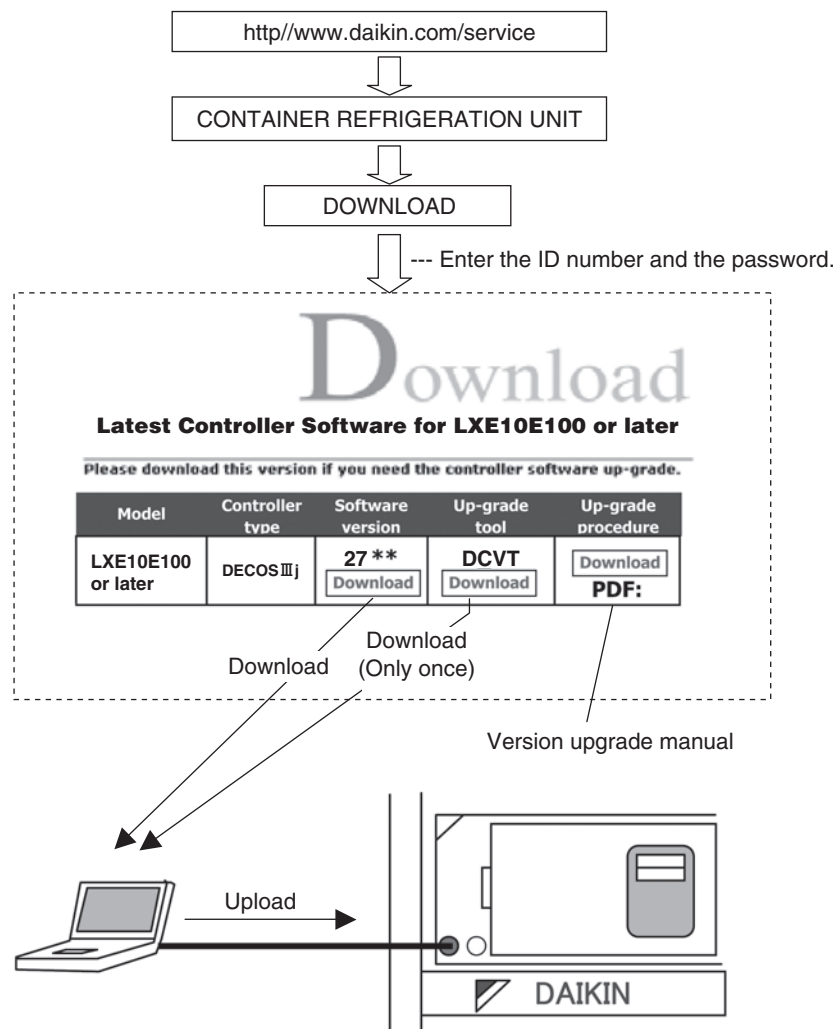 http//www.daikin.com/service
CONTAINER REFRIGERATION UNIT
DOWNLOAD
--- Enter the ID number and the password.
Download
Latest Controller Software for LXE10E100 or later
Please download this version if you need the controller software up-grade.
Model Controller type Software version Up-grade tool Up-grade procedure
LXE10E100 or later DECOSⅢj 27** Download DCVT Download Download PDF:
Download
Download
(Only once)
Version upgrade manual
Upload
DAIKIN